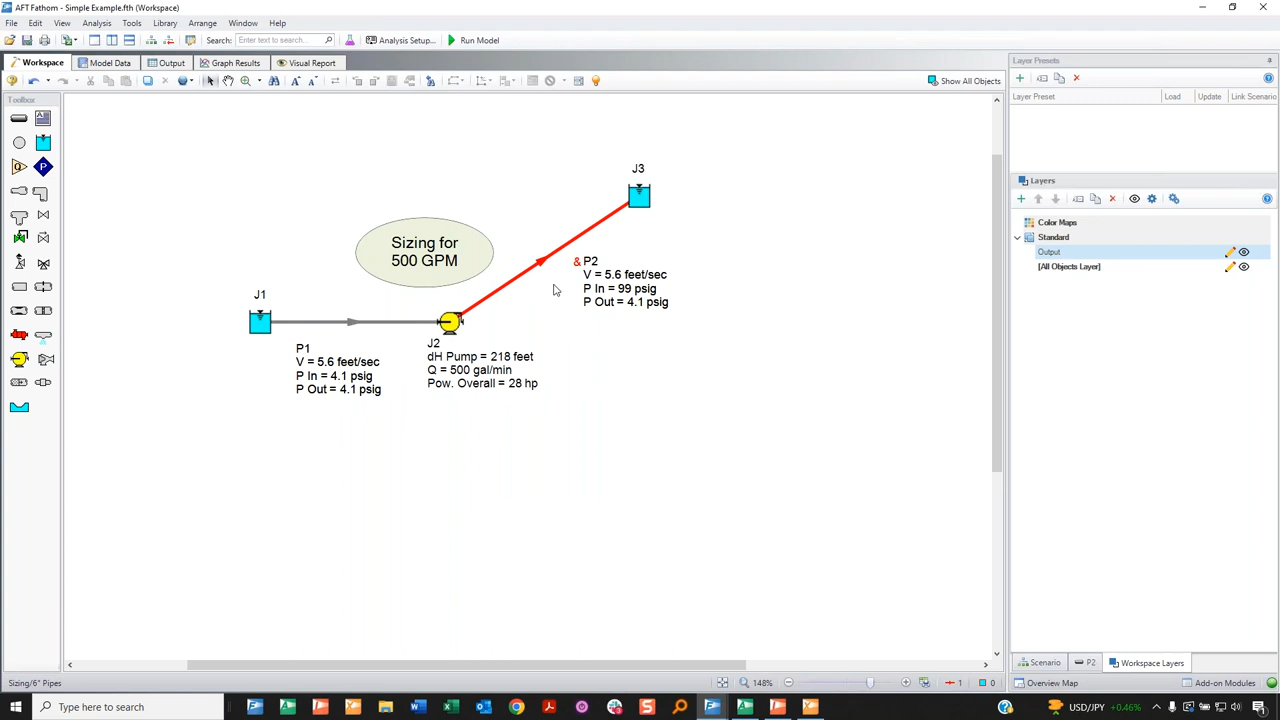 AFT Fathom - Simple Example.fth (Workspace)
File Edit View Analysis Tools Library Arrange Window Help
Search: Enter text to search.. Analysis Setup... Run Model
Workspace Model Data Output Graph Results Visual Report
Show All Objects
Toolbox
Layer Presets
Layer Preset Load Update Link Scenario
Layers
Color Maps
Standard
Output
[All Objects Layer]
J3
Sizing for
500 GPM
& P2
V = 5.6 feet/sec
P In = 99 psig
P Out = 4.1 psig
J1
P1
V = 5.6 feet/sec
P In = 4.1 psig
P Out = 4.1 psig
J2
dH Pump = 218 feet
Q = 500 gal/min
Pow. Overall = 28 hp
Scenario P2 Workspace Layers
Sizing/6" Pipes 148% 1 0 Overview Map Add-on Modules
Type here to search USD/JPY +0.46%